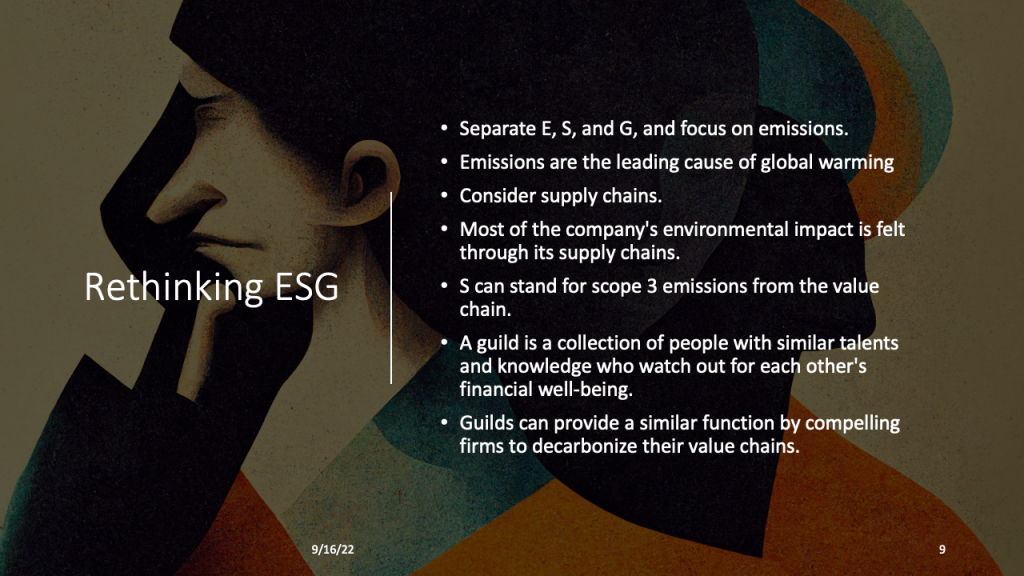 Rethinking ESG
• Separate E, S, and G, and focus on emissions.
• Emissions are the leading cause of global warming
• Consider supply chains.
• Most of the company's environmental impact is felt
through its supply chains.
• S can stand for scope 3 emissions from the value
chain.
• A guild is a collection of people with similar talents
and knowledge who watch out for each other's
financial well-being.
• Guilds can provide a similar function by compelling
firms to decarbonize their value chains.
9/16/22
9